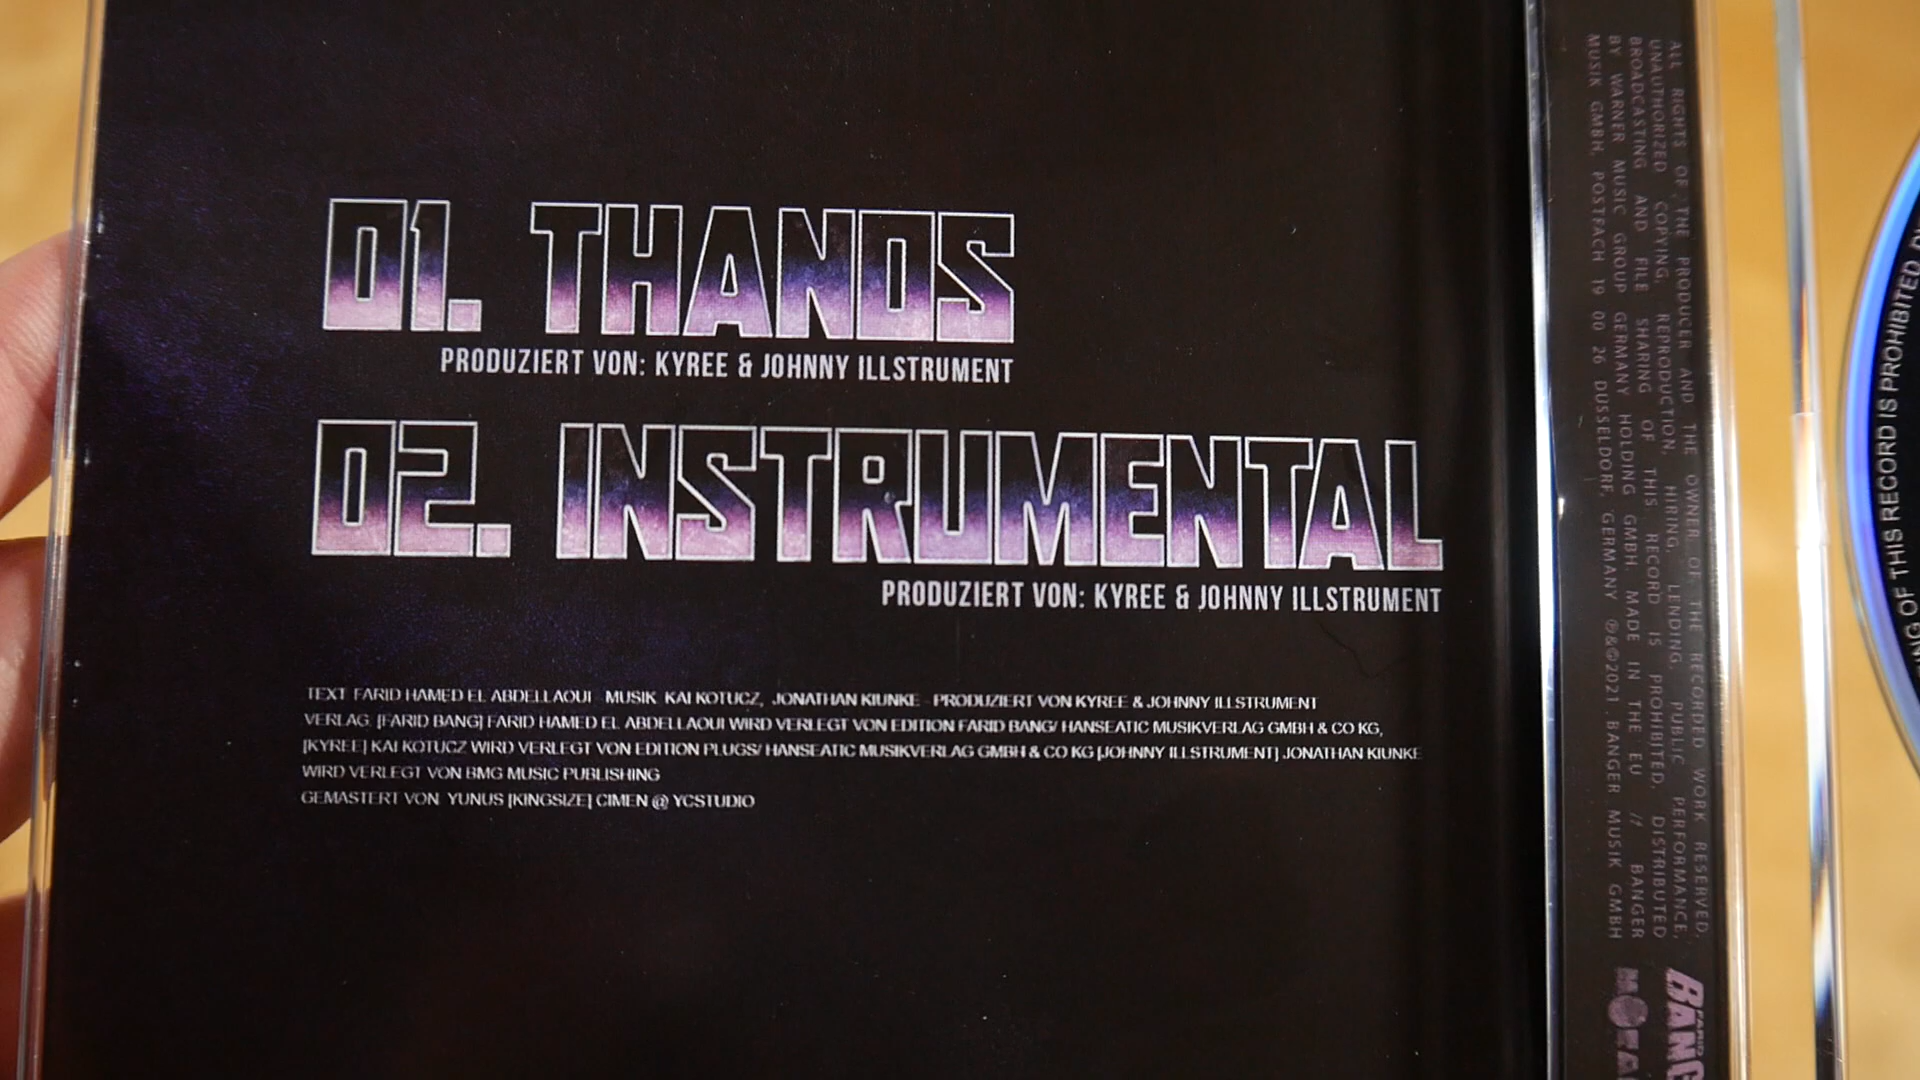 01. THANOS
PRODUZIERT VON: KYREE & JOHNNY ILLSTRUMENT
02. INSTRUMENTAL
PRODUZIERT VON: KYREE & JOHNNY ILLSTRUMENT
TEXT FARID HAMED EL ABDELLAOUI MUSIK KAI KOTUCZ, JONATHAN KIUNKE - PRODUZIERT VON KYREE & JOHNNY ILLSTRUMENT
VERLAG [FARID BANG] FARID HAMED EL ABDELLAOUI WIRD VERLEGT VON EDITION FARID BANG/ HANSEATIC MUSIKVERLAG GMBH & CO KG,
[KYREE] KAI KOTUCZ WIRD VERLEGT VON EDITION PLUGS/ HANSEATIC MUSIKVERLAG GMBH & CO KG [JOHNNY ILLSTRUMENT] JONATHAN KIUNKE
WIRD VERLEGT VON BMG MUSIC PUBLISHING
GEMASTERT VON YUNUS [KINGSIZE] CIMEN @ YCSTUDIO
ALL RIGHTS OF THE PRODUCER AND THE OWNER OF THE RECORDED WORK RESERVED.
UNAUTHORIZED COPYING, REPRODUCTION, HIRING, LENDING, PUBLIC PERFORMANCE,
BROADCASTING AND FILE SHARING OF THIS RECORD IS PROHIBITED. DISTRIBUTED
BY WARNER MUSIC GROUP GERMANY HOLDING GMBH. MADE IN THE EU // BANGER
MUSIK GMBH, POSTFACH 19 00 26 DÜSSELDORF, GERMANY ℗&©2021. BANGER MUSIK GMBH
FARID
BANG
OF THIS RECORD IS PROHIBITED